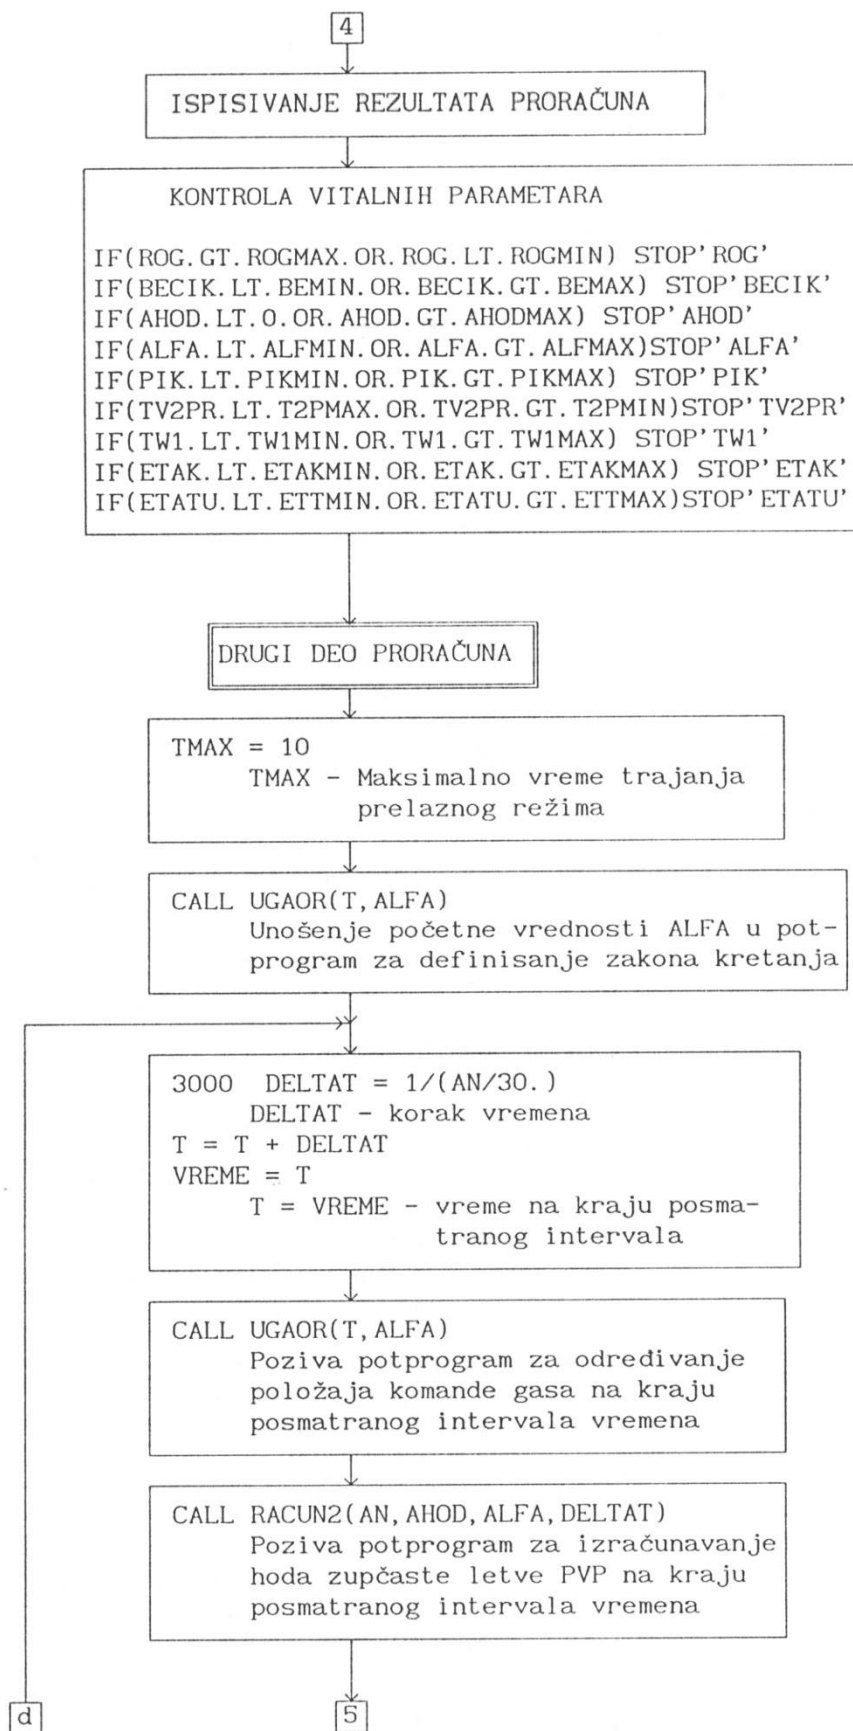 4
ISPISIVANJE REZULTATA PRORAČUNA
KONTROLA VITALNIH PARAMETARA
IF(ROG.GT.ROGMAX.OR.ROG.LT.ROGMIN) STOP'ROG'
IF(BECIK.LT.BEMIN.OR.BECIK.GT.BEMAX) STOP'BECIK'
IF(AHOD.LT.0.OR.AHOD.GT.AHODMAX) STOP'AHOD'
IF(ALFA.LT.ALFMIN.OR.ALFA.GT.ALFMAX)STOP'ALFA'
IF(PIK.LT.PIKMIN.OR.PIK.GT.PIKMAX) STOP'PIK'
IF(TV2PR.LT.T2PMAX.OR.TV2PR.GT.T2PMIN)STOP'TV2PR'
IF(TW1.LT.TW1MIN.OR.TW1.GT.TW1MAX) STOP'TW1'
IF(ETAK.LT.ETAKMIN.OR.ETAK.GT.ETAKMAX) STOP'ETAK'
IF(ETATU.LT.ETTMIN.OR.ETATU.GT.ETTMAX)STOP'ETATU'
DRUGI DEO PRORAČUNA
TMAX = 10
TMAX - Maksimalno vreme trajanja
prelaznog režima
CALL UGAOR(T,ALFA)
Unošenje početne vrednosti ALFA u pot-
program za definisanje zakona kretanja
3000 DELTAT = 1/(AN/30.)
DELTAT - korak vremena
T = T + DELTAT
VREME = T
T = VREME - vreme na kraju posma-
tranog intervala
CALL UGAOR(T,ALFA)
Poziva potprogram za određivanje
položaja komande gasa na kraju
posmatranog intervala vremena
CALL RACUN2(AN,AHOD,ALFA,DELTAT)
Poziva potprogram za izračunavanje
hoda zupčaste letve PVP na kraju
posmatranog intervala vremena
d
5